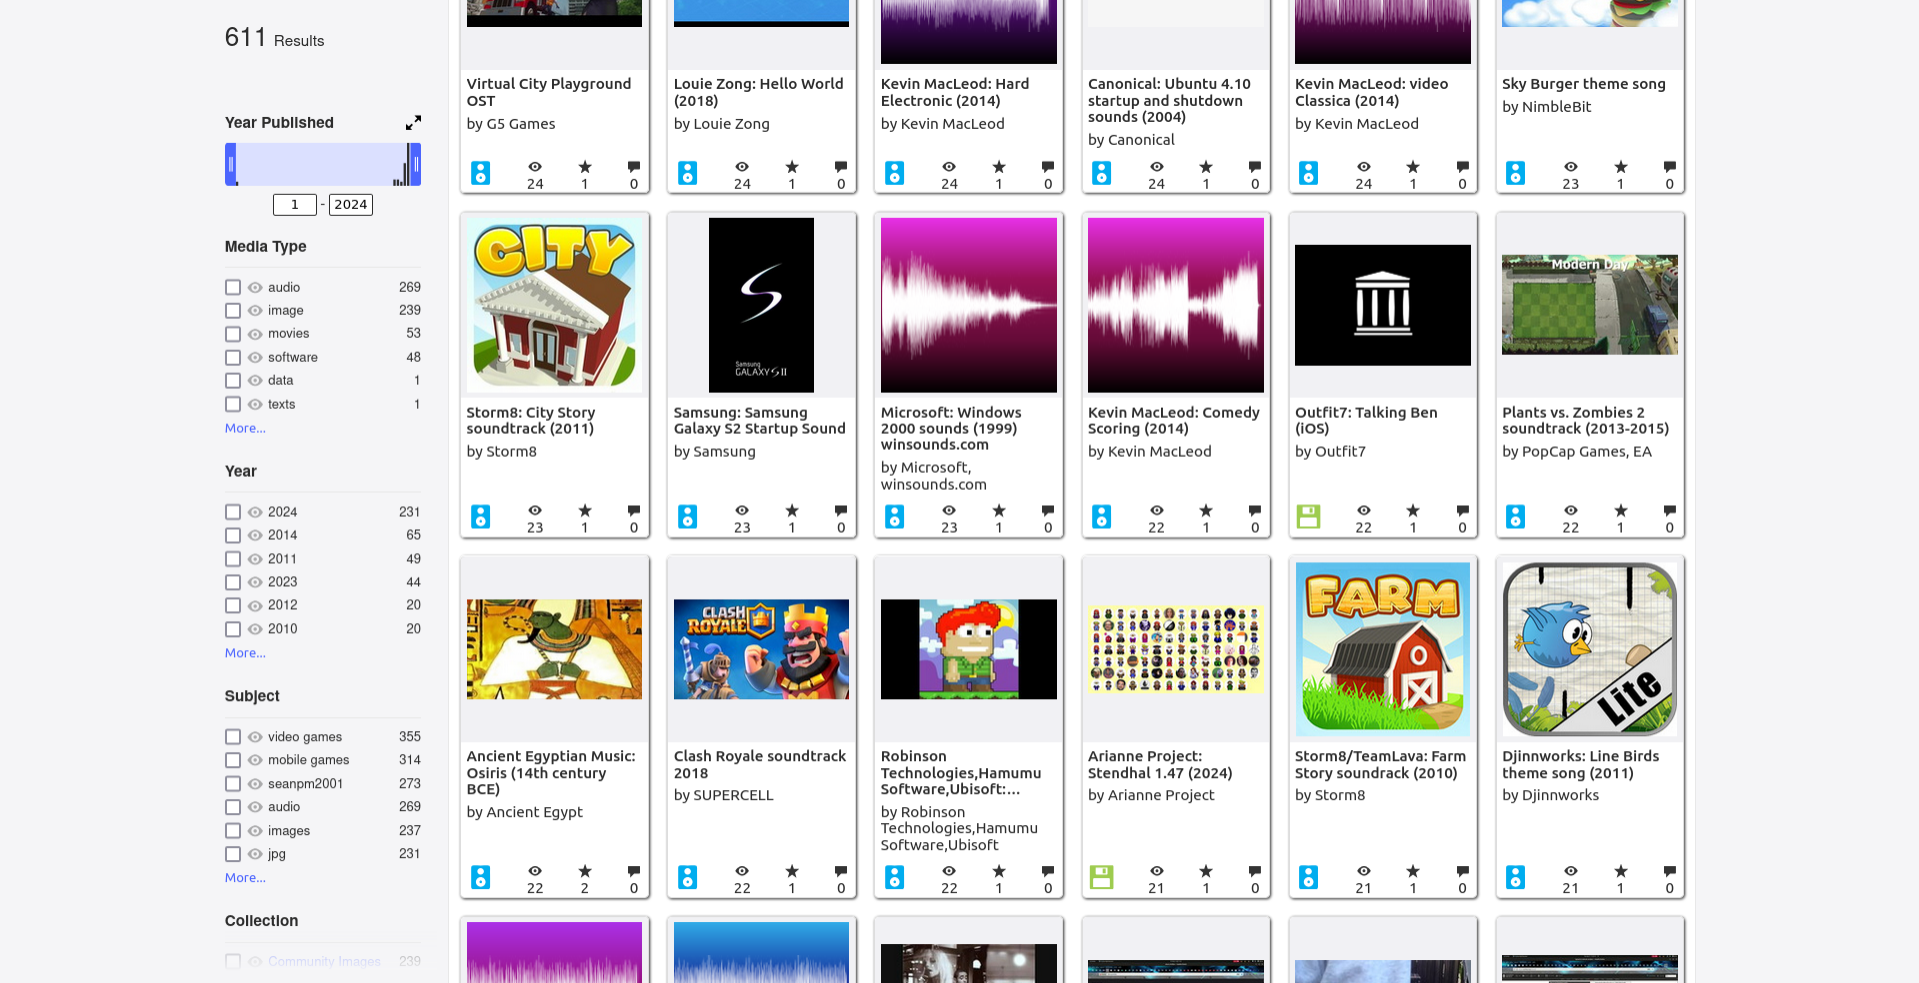 611 Results
Year Published
1 - 2024
Media Type
audio 269
image 239
movies 53
software 48
data 1
texts 1
More...
Year
2024 231
2014 65
2011 49
2023 44
2012 20
2010 20
More...
Subject
video games 355
mobile games 314
seanpm2001 273
audio 269
images 237
jpg 231
More...
Collection
Community Images 239
Virtual City Playground
OST
by G5 Games
24 1 0
Louie Zong: Hello World
(2018)
by Louie Zong
24 1 0
Kevin MacLeod: Hard
Electronic (2014)
by Kevin MacLeod
24 1 0
Canonical: Ubuntu 4.10
startup and shutdown
sounds (2004)
by Canonical
24 1 0
Kevin MacLeod: video
Classica (2014)
by Kevin MacLeod
24 1 0
Sky Burger theme song
by NimbleBit
23 1 0
CITY
Storm8: City Story
soundtrack (2011)
by Storm8
23 1 0
Samsung
GALAXY S II
Samsung: Samsung
Galaxy S2 Startup Sound
by Samsung
23 1 0
Microsoft: Windows
2000 sounds (1999)
winsounds.com
by Microsoft,
winsounds.com
23 1 0
Kevin MacLeod: Comedy
Scoring (2014)
by Kevin MacLeod
22 1 0
Outfit7: Talking Ben
(iOS)
by Outfit7
22 1 0
Modern Day
Plants vs. Zombies 2
soundtrack (2013-2015)
by PopCap Games, EA
22 1 0
Ancient Egyptian Music:
Osiris (14th century
BCE)
by Ancient Egypt
22 2 0
CLASH
ROYALE
Clash Royale soundtrack
2018
by SUPERCELL
22 1 0
Robinson
Technologies,Hamumu
Software,Ubisoft:...
by Robinson
Technologies,Hamumu
Software,Ubisoft
22 1 0
Arianne Project:
Stendhal 1.47 (2024)
by Arianne Project
21 1 0
FARM
Storm8/TeamLava: Farm
Story soundrack (2010)
by Storm8
21 1 0
Lite
Djinnworks: Line Birds
theme song (2011)
by Djinnworks
21 1 0